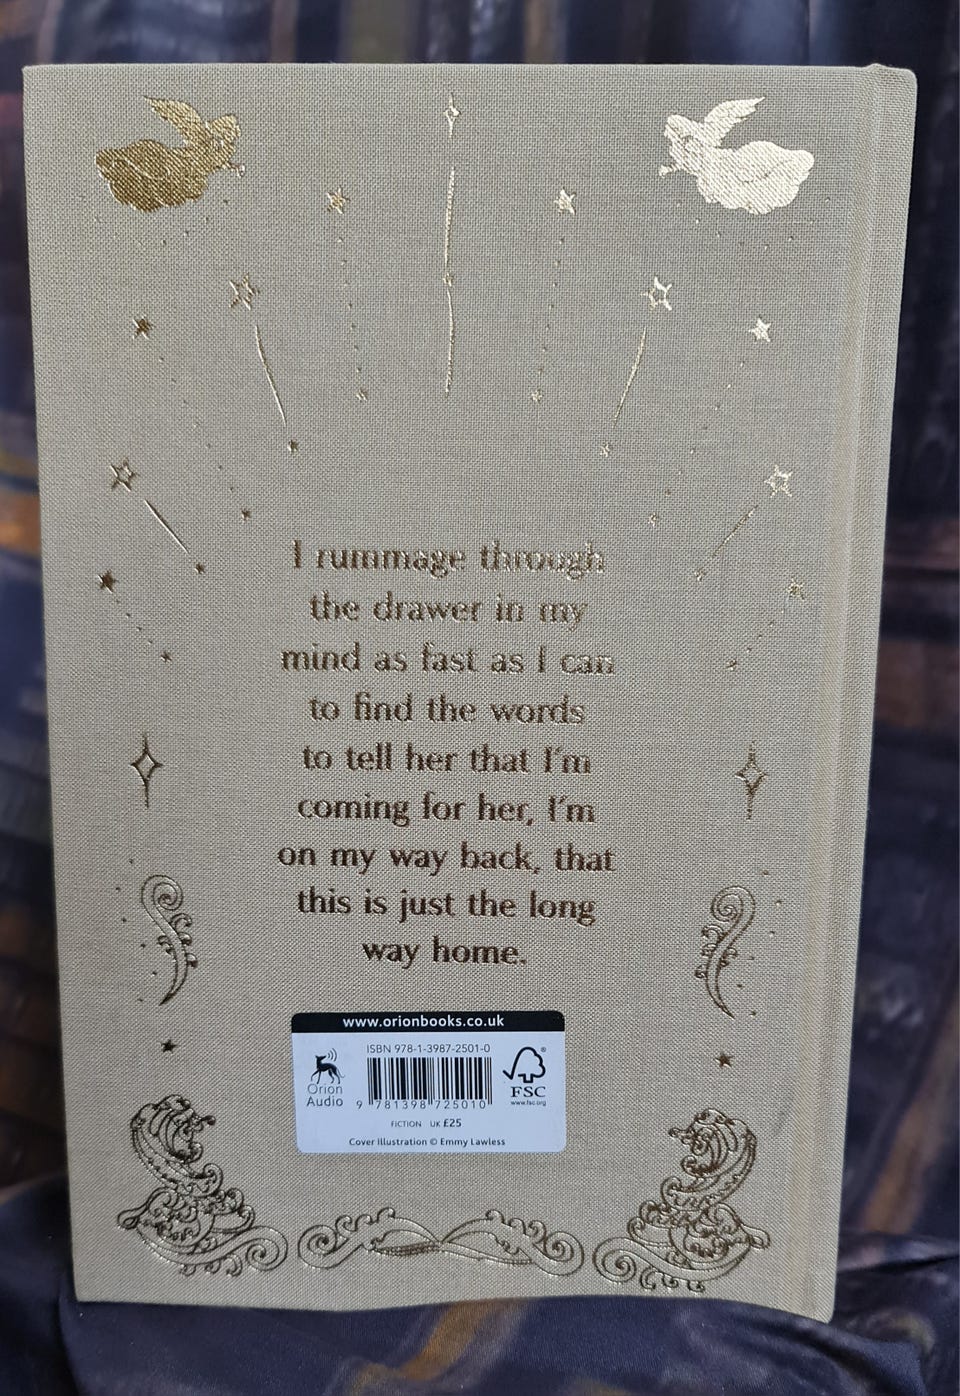 I rummage through
the drawer in my
mind as fast as I can
to find the words
to tell her that I'm
coming for her, I'm
on my way back, that
this is just the long
way home.
www.orionbooks.co.uk
ISBN 978-1-3987-2501-0
Orion
Audio
9 781398 725010
FSC
www.fsc.org
FICTION UK £25
Cover Illustration © Emmy Lawless